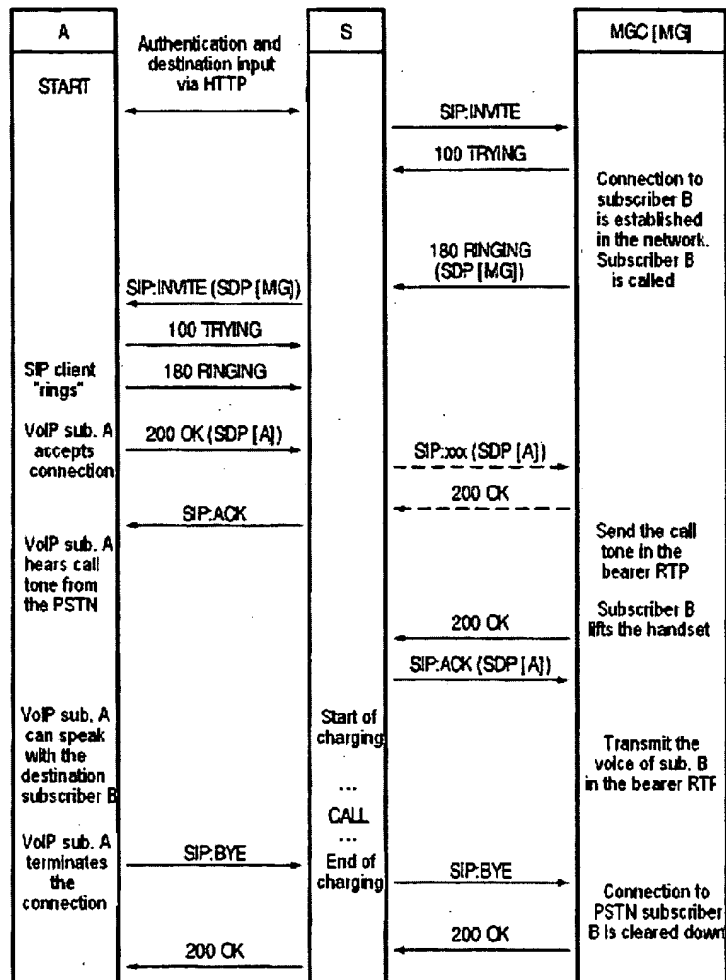 A
S
MGC [MG]
Authentication and
destination input
via HTTP
START
SIP:INVITE
100 TRYING
Connection to
subscriber B
is established
in the network.
Subscriber B
is called
180 RINGING
(SDP [MG])
SIP:INVITE (SDP [MG])
100 TRYING
SIP client
"rings"
180 RINGING
VoIP sub. A
accepts
connection
200 OK (SDP [A])
SIP:xxx (SDP [A])
200 OK
SIP:ACK
Send the call
tone in the
bearer RTP
VoIP sub. A
hears call
tone from
the PSTN
Subscriber B
lifts the handset
200 OK
SIP:ACK (SDP [A])
VoIP sub. A
can speak
with the
destination
subscriber B
Start of
charging
...
CALL
...
End of
charging
Transmit the
voice of sub. B
in the bearer RTP
VoIP sub. A
terminates
the
connection
SIP:BYE
SIP:BYE
Connection to
PSTN subscriber
B is cleared down
200 OK
200 OK